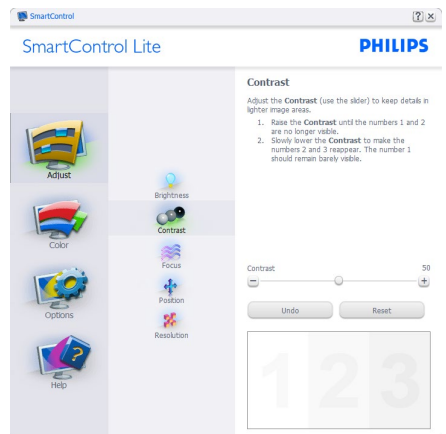 SmartControl
SmartControl Lite
PHILIPS
Adjust
Color
Options
Help
Brightness
Contrast
Focus
Position
Resolution
Contrast
Adjust the Contrast (use the slider) to keep details in
lighter image areas.
1. Raise the Contrast until the numbers 1 and 2
are no longer visible.
2. Slowly lower the Contrast to make the
numbers 2 and 3 reappear. The number 1
should remain barely visible.
Contrast 50
Undo Reset
1 2 3